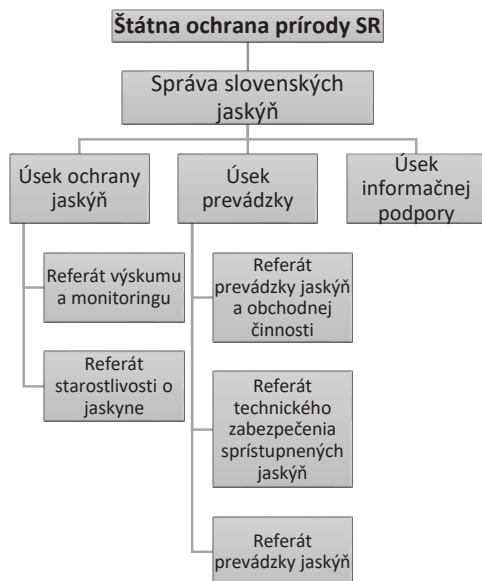 Štátna ochrana prírody SR
Správa slovenských
jaskýň
Úsek ochrany
jaskýň
Úsek
prevádzky
Úsek
informačnej
podpory
Referát výskumu
a monitoringu
Referát
starostlivosti o
jaskyne
Referát
prevádzky jaskýň
a obchodnej
činnosti
Referát
technického
zabezpečenia
sprístupnených
jaskýň
Referát
prevádzky jaskýň